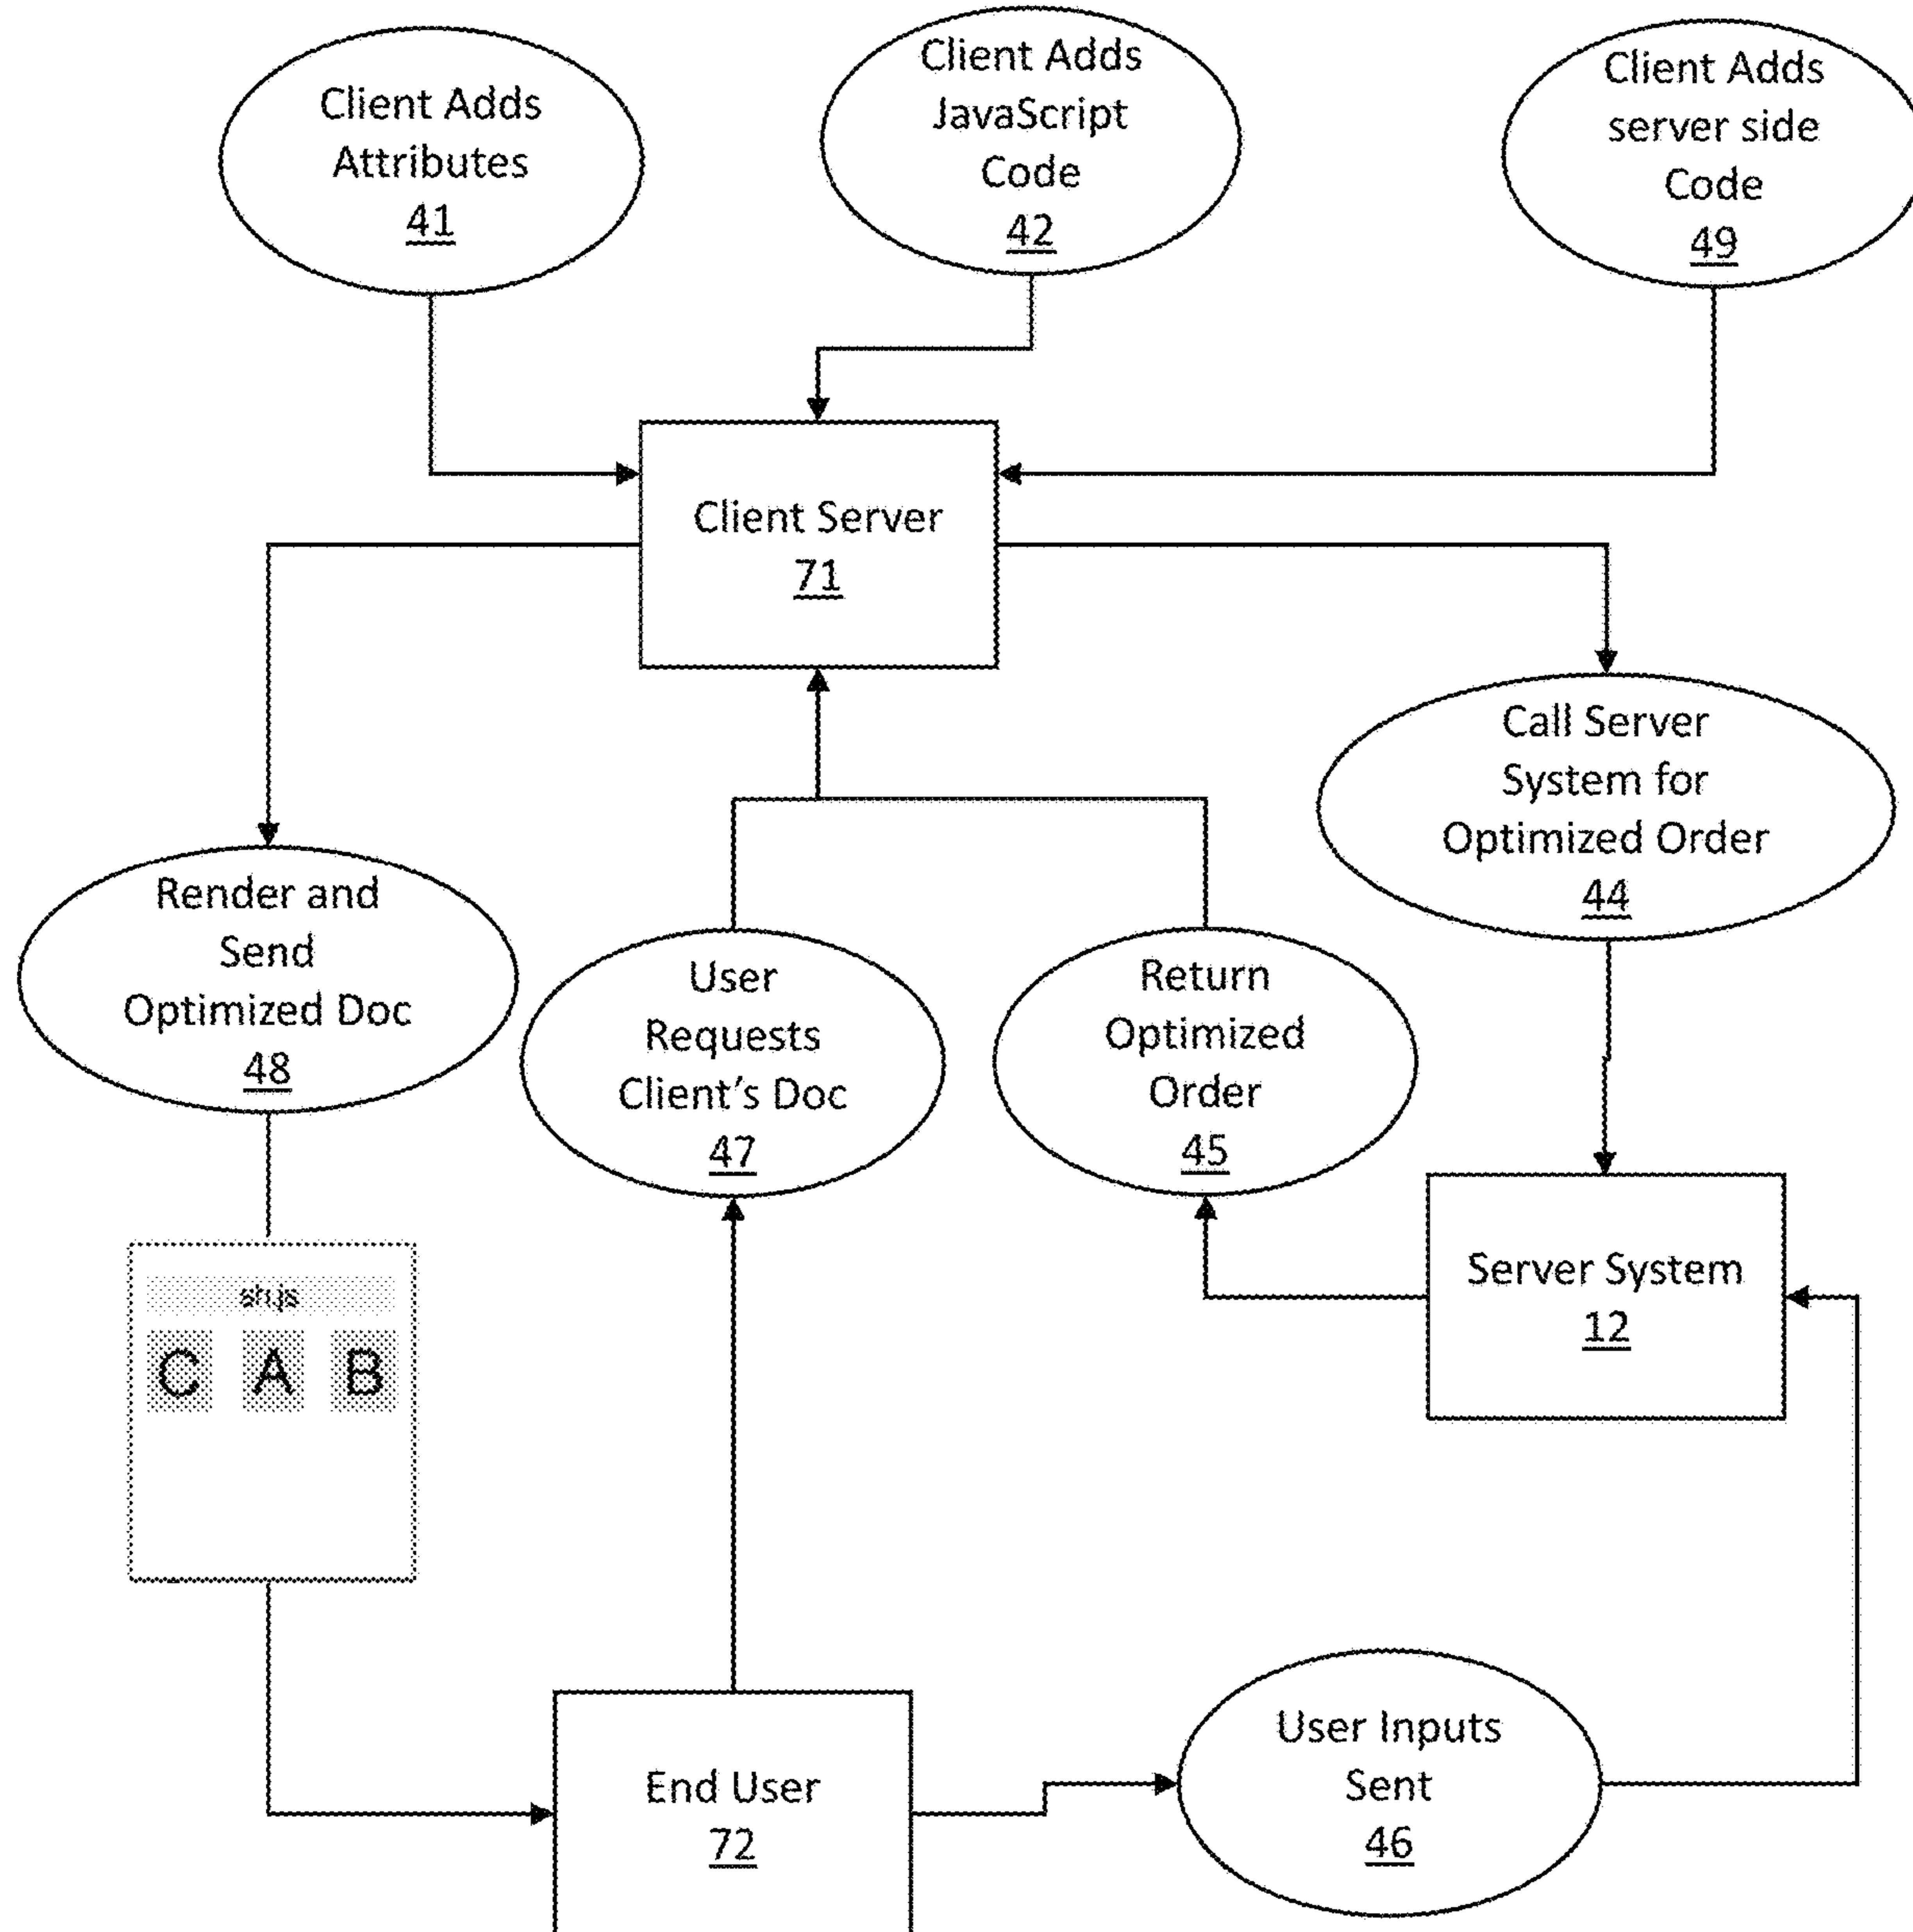 Client Adds
Attributes
41
Client Adds
JavaScript
Code
42
Client Adds
server side
Code
49
Client Server
71
Call Server
System for
Optimized Order
44
Render and
Send
Optimized Doc
48
User
Requests
Client's Doc
47
Return
Optimized
Order
45
Server System
12
sh.js
C A B
End User
72
User Inputs
Sent
46